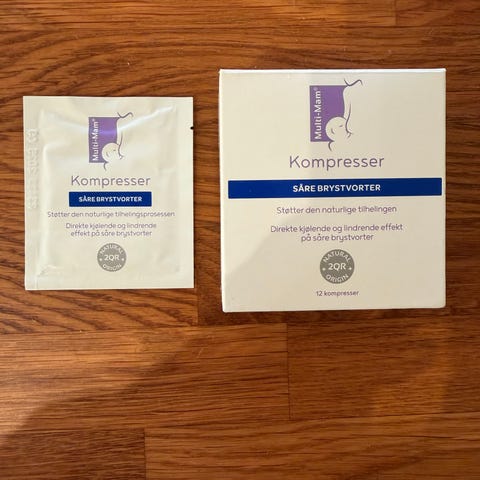 Multi-Mam®
Kompresser
SÅRE BRYSTVORTER
Støtter den naturlige tilhelingsprosessen
Direkte kjølende og lindrende
effekt på såre brystvorter
NATURAL
2QR
ORIGIN
Multi-Mam®
Kompresser
SÅRE BRYSTVORTER
Støtter den naturlige tilhelingen
Direkte kjølende og lindrende effekt
på såre brystvorter
NATURAL
2QR
ORIGIN
12 kompresser